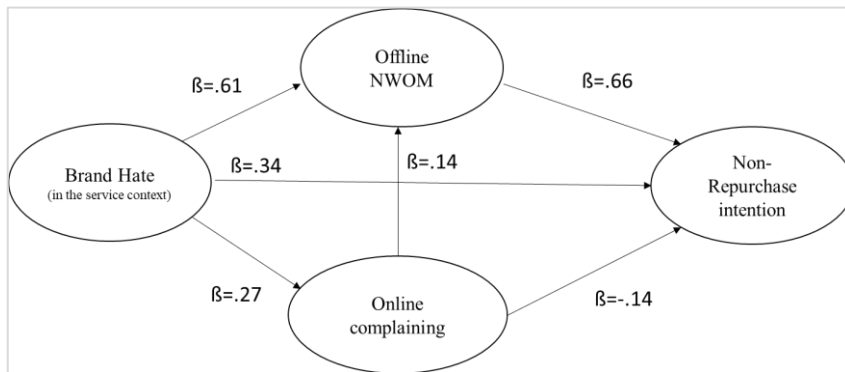 Offline
NWOM
ß=.61
ß=.66
Brand Hate
(in the service context)
ß=.34
ß=.14
Non-
Repurchase
intention
ß=.27
Online
complaining
ß=-.14